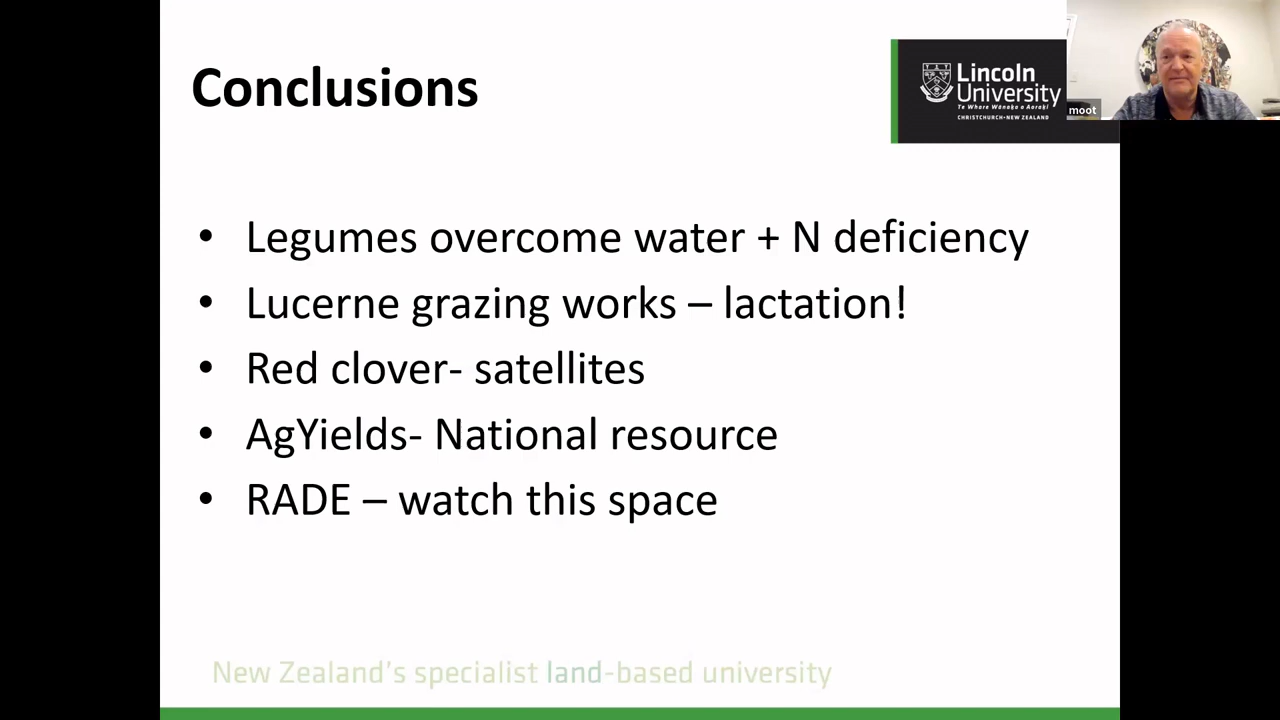 Conclusions
Lincoln
University
Te Whare Wānaka o Aoraki
CHRISTCHURCH•NEW ZEALAND
moot
• Legumes overcome water + N deficiency
• Lucerne grazing works – lactation!
• Red clover- satellites
• AgYields- National resource
• RADE – watch this space
New Zealand's specialist land-based university